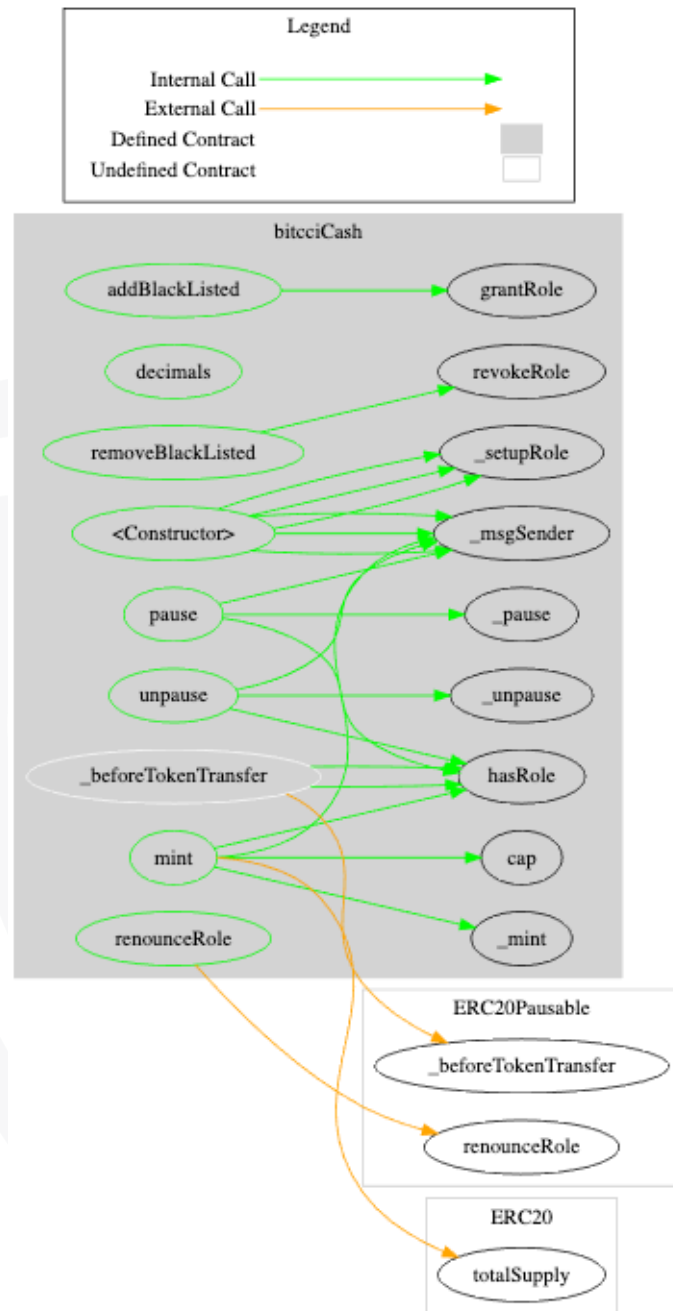 Legend
Internal Call
External Call
Defined Contract
Undefined Contract
bitcciCash
addBlackListed
grantRole
decimals
revokeRole
removeBlackListed
_setupRole
<Constructor>
_msgSender
pause
_pause
unpause
_unpause
_beforeTokenTransfer
hasRole
mint
cap
renounceRole
_mint
ERC20Pausable
_beforeTokenTransfer
renounceRole
ERC20
totalSupply